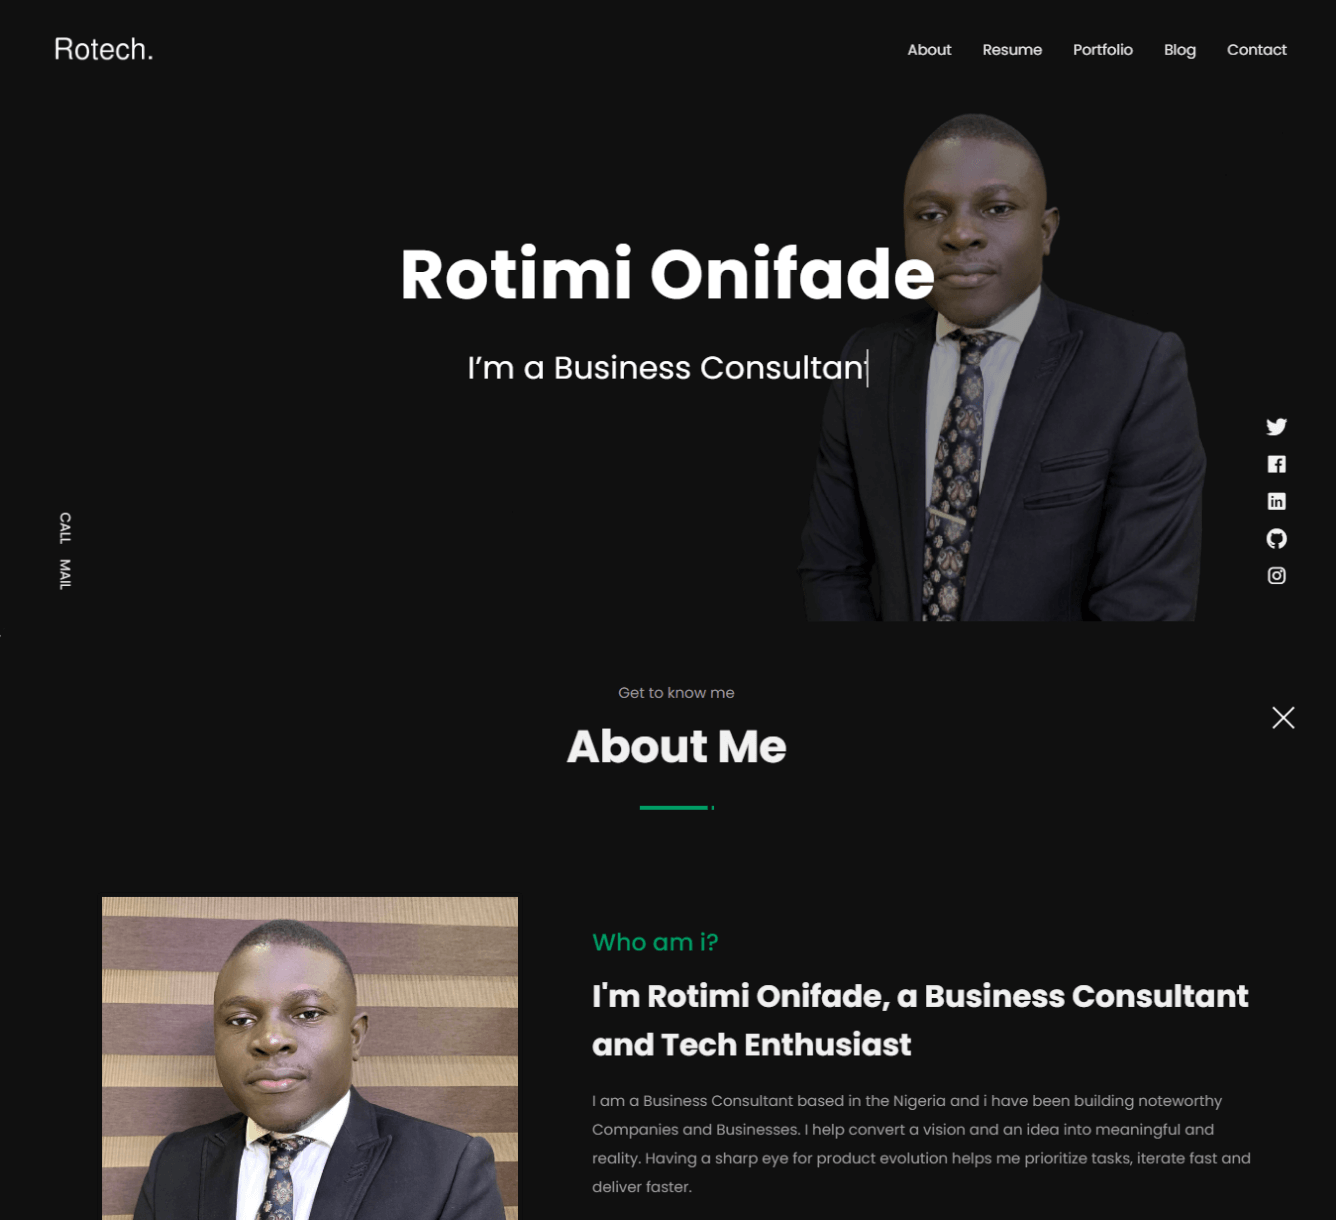 Rotech.
About Resume Portfolio Blog Contact
Rotimi Onifade
I'm a Business Consultant
CALL MAIL
Get to know me
About Me
Who am i?
I'm Rotimi Onifade, a Business Consultant
and Tech Enthusiast
I am a Business Consultant based in the Nigeria and i have been building noteworthy
Companies and Businesses. I help convert a vision and an idea into meaningful and
reality. Having a sharp eye for product evolution helps me prioritize tasks, iterate fast and
deliver faster.